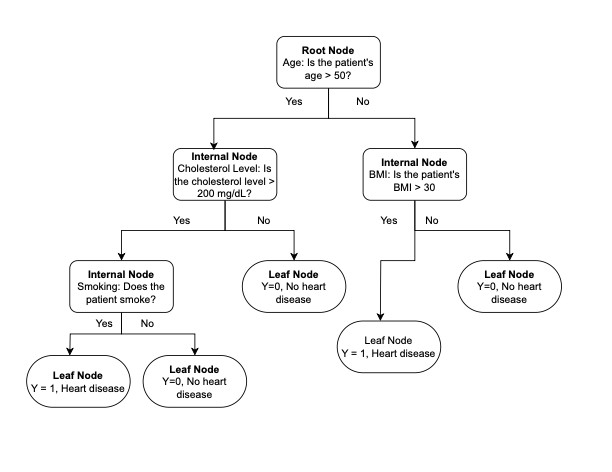 Root Node
Age: Is the patient's
age > 50?
Yes
No
Internal Node
Cholesterol Level: Is
the cholesterol level >
200 mg/dL?
Internal Node
BMI: Is the patient's
BMI > 30
Yes
No
Yes
No
Internal Node
Smoking: Does the
patient smoke?
Leaf Node
Y=0, No heart
disease
Leaf Node
Y=0, No heart
disease
Yes
No
Leaf Node
Y = 1, Heart disease
Leaf Node
Y = 1, Heart disease
Leaf Node
Y=0, No heart
disease